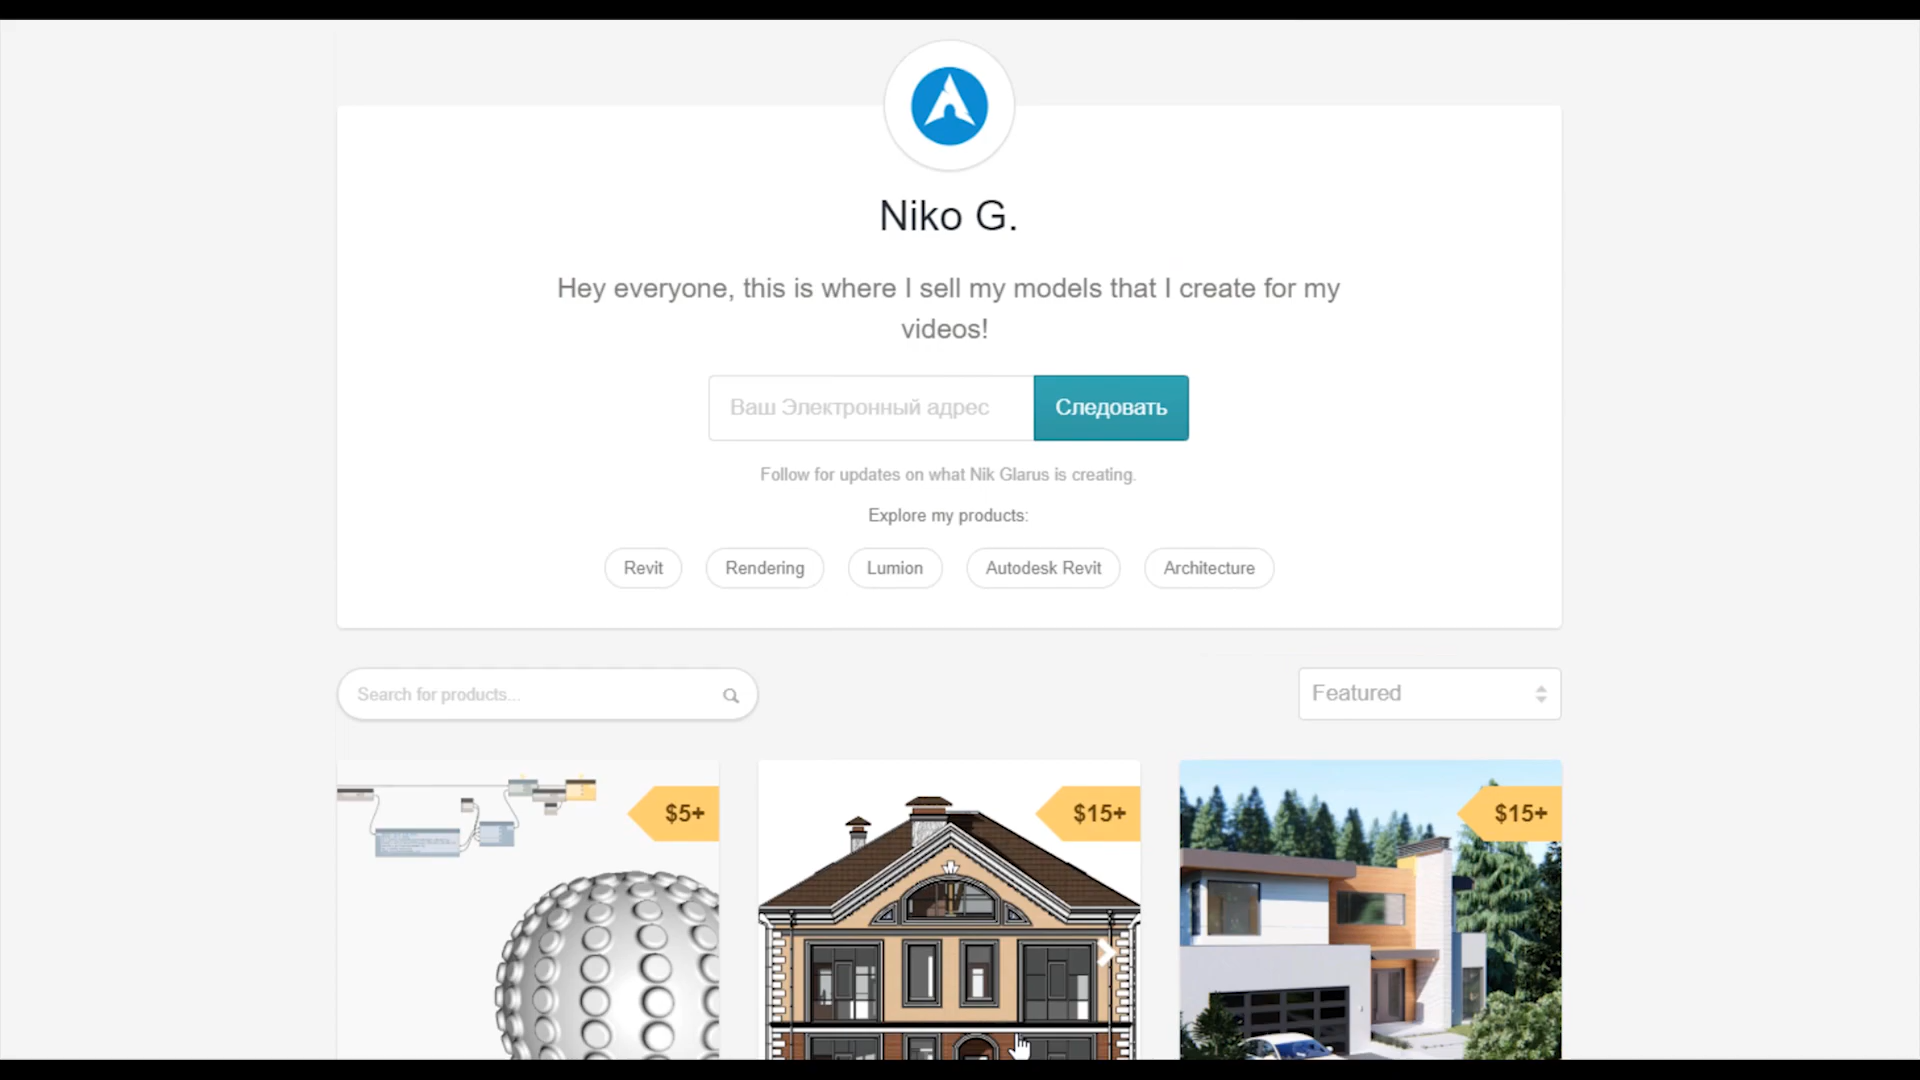 Niko G.
Hey everyone, this is where I sell my models that I create for my
videos!
Ваш Электронный адрес
Следовать
Follow for updates on what Nik Glarus is creating.
Explore my products:
Revit Rendering Lumion Autodesk Revit Architecture
Search for products...
Featured
$5+ $15+ $15+